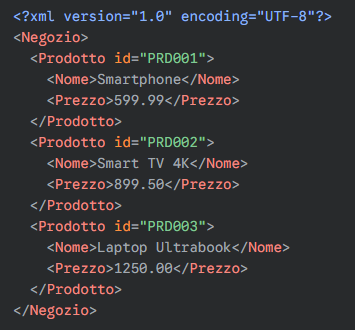 <?xml version="1.0" encoding="UTF-8"?>
<Negozio>
  <Prodotto id="PRD001">
    <Nome>Smartphone</Nome>
    <Prezzo>599.99</Prezzo>
  </Prodotto>
  <Prodotto id="PRD002">
    <Nome>Smart TV 4K</Nome>
    <Prezzo>899.50</Prezzo>
  </Prodotto>
  <Prodotto id="PRD003">
    <Nome>Laptop Ultrabook</Nome>
    <Prezzo>1250.00</Prezzo>
  </Prodotto>
</Negozio>